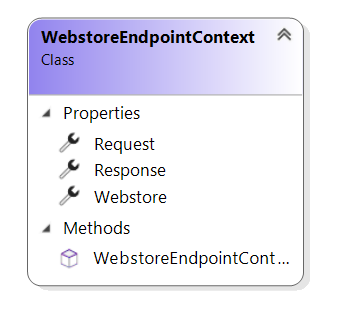 WebstoreEndpointContext
Class
Properties
Request
Response
Webstore
Methods
WebstoreEndpointCont...